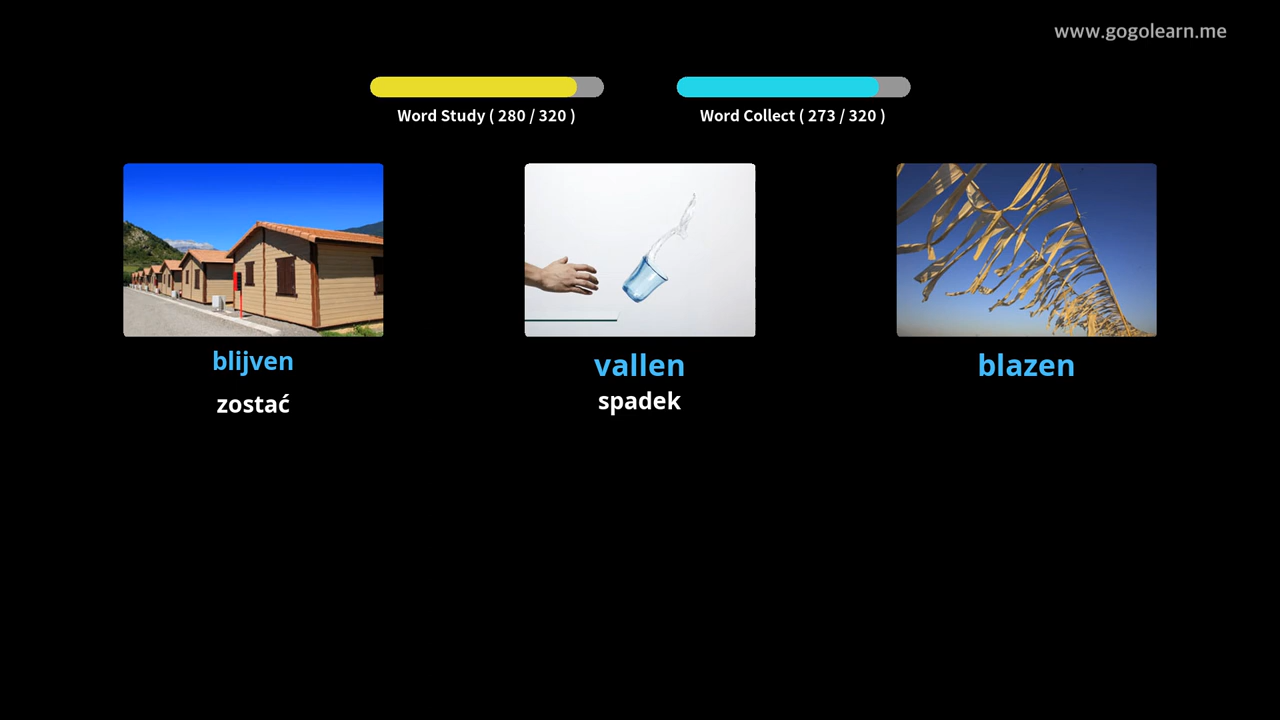 www.gogolearn.me
Word Study ( 280 / 320 )
Word Collect ( 273 / 320 )
blijven
vallen
blazen
zostać
spadek